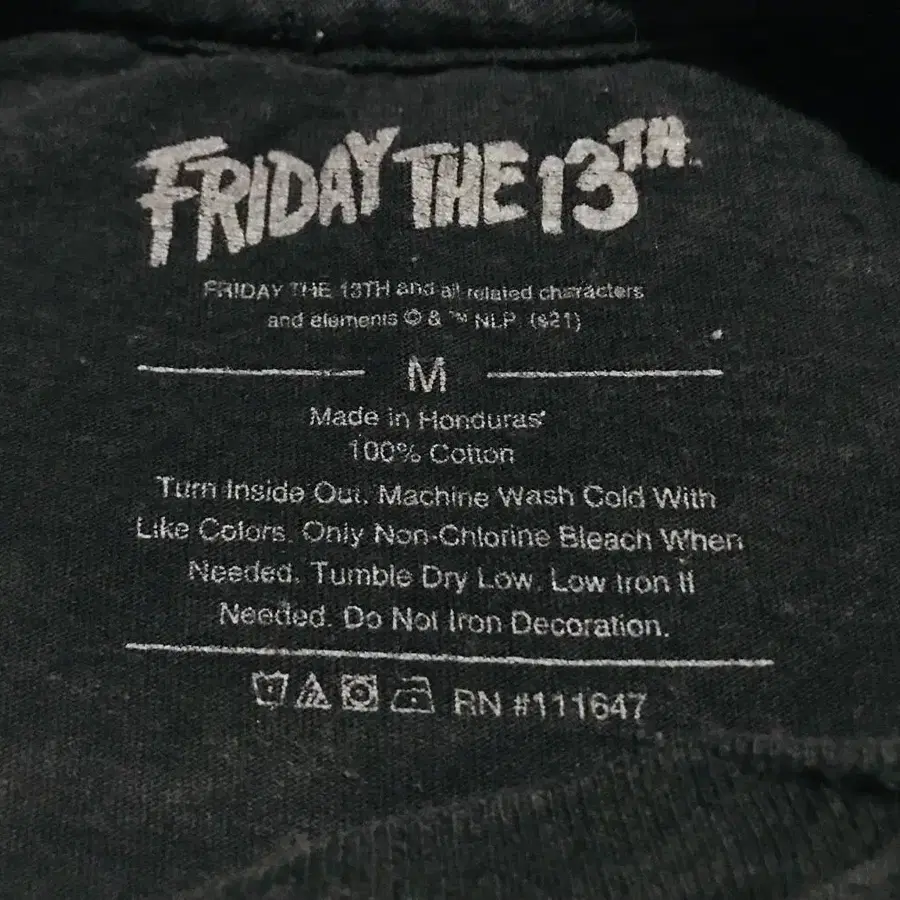 FRIDAY THE 13TH
FRIDAY THE 13TH and all related characters
and elements © & ™ NLP. (s21)
M
Made in Honduras
100% Cotton
Turn Inside Out. Machine Wash Cold With
Like Colors. Only Non-Chlorine Bleach When
Needed. Tumble Dry Low. Low Iron If
Needed. Do Not Iron Decoration.
RN #111647